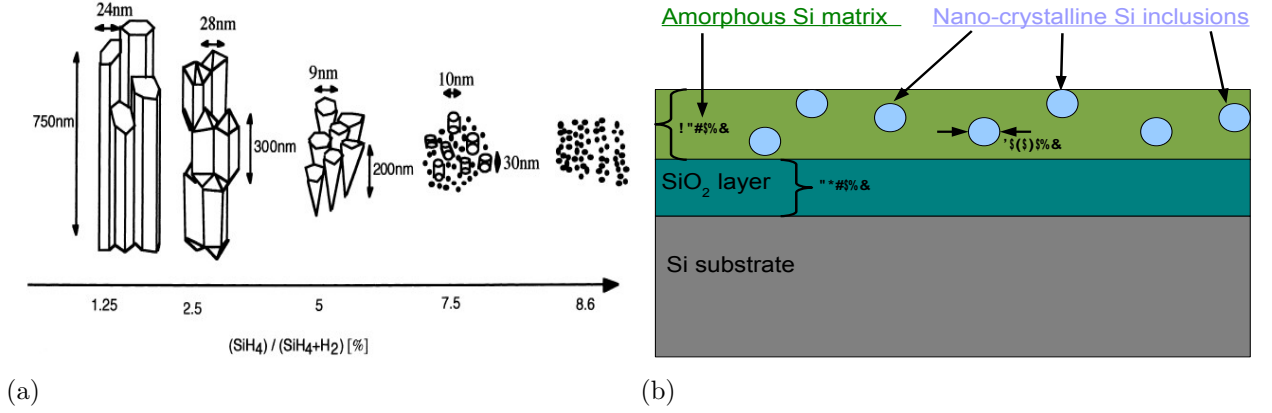 24nm
28nm
9nm
10nm
750nm
300nm
200nm
30nm
1.25
2.5
5
7.5
8.6
(SiH4) / (SiH4+H2) [%]
(a)
Amorphous Si matrix
Nano-crystalline Si inclusions
! "#$%&
' $($)$%&
SiO2 layer
"*#$%&
Si substrate
(b)